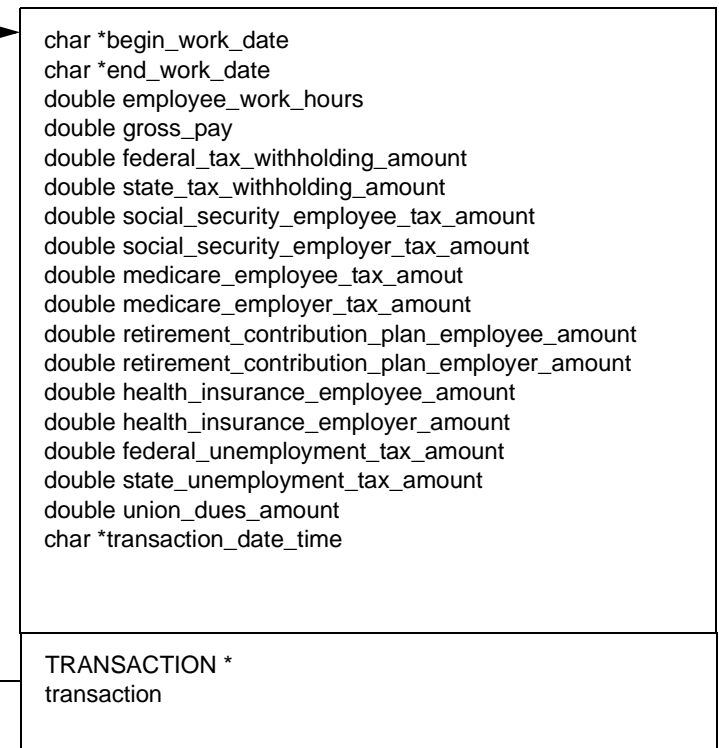 char *begin_work_date
char *end_work_date
double employee_work_hours
double gross_pay
double federal_tax_withholding_amount
double state_tax_withholding_amount
double social_security_employee_tax_amount
double social_security_employer_tax_amount
double medicare_employee_tax_amout
double medicare_employer_tax_amount
double retirement_contribution_plan_employee_amount
double retirement_contribution_plan_employer_amount
double health_insurance_employee_amount
double health_insurance_employer_amount
double federal_unemployment_tax_amount
double state_unemployment_tax_amount
double union_dues_amount
char *transaction_date_time
TRANSACTION *
transaction